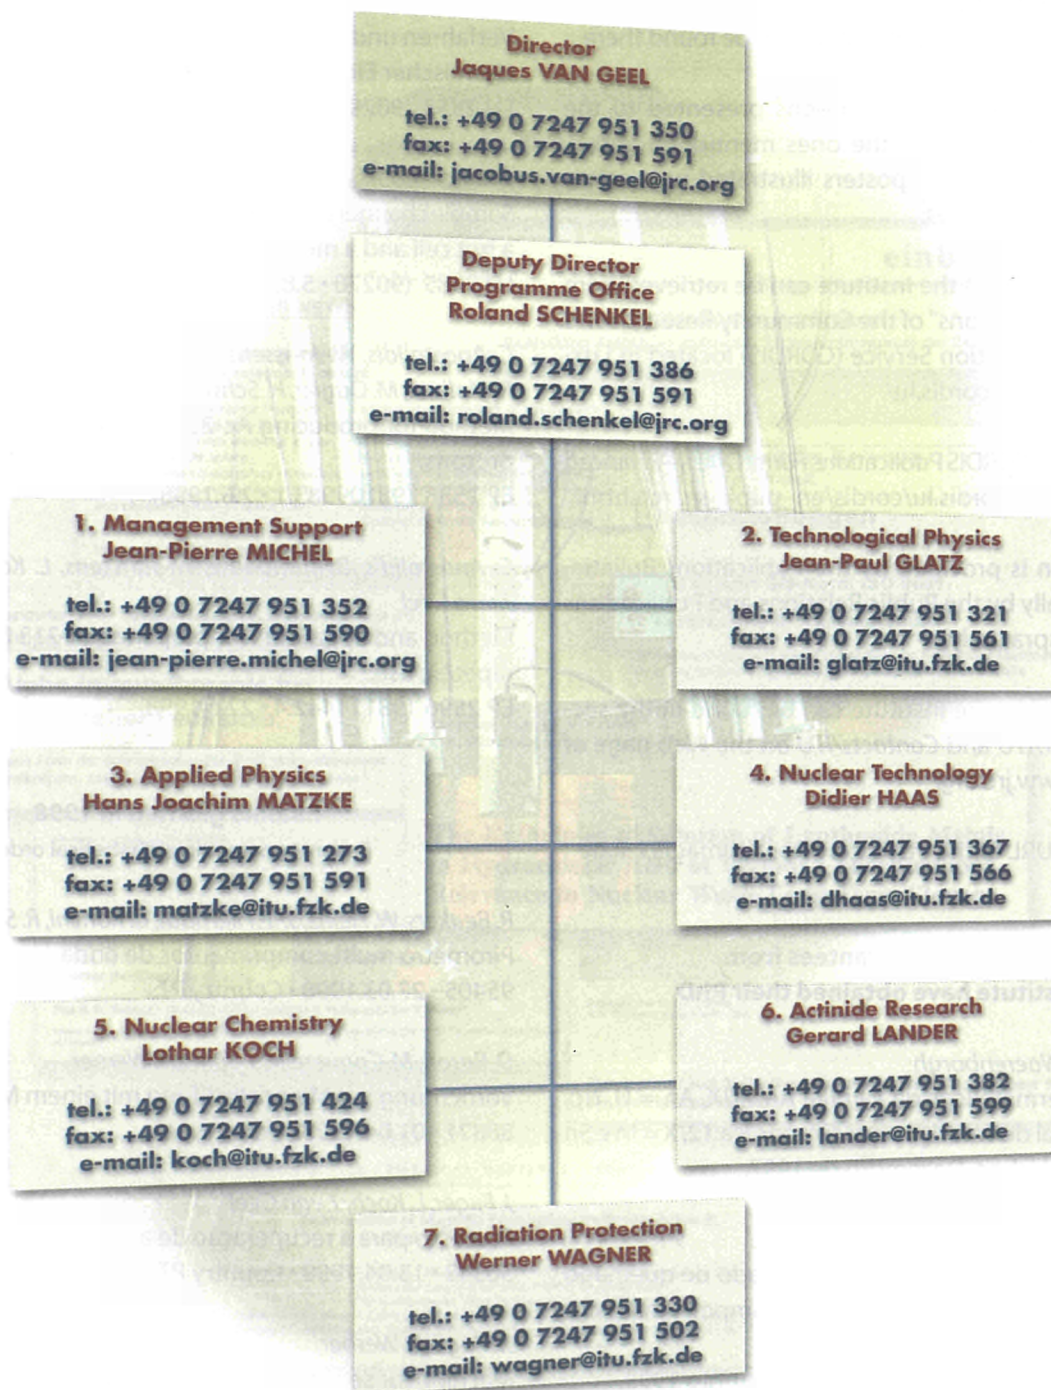 Director
Jaques VAN GEEL
tel.: +49 0 7247 951 350
fax: +49 0 7247 951 591
e-mail: jacobus.van-geel@jrc.org
Deputy Director
Programme Office
Roland SCHENKEL
tel.: +49 0 7247 951 386
fax: +49 0 7247 951 591
e-mail: roland.schenkel@jrc.org
1. Management Support
Jean-Pierre MICHEL
tel.: +49 0 7247 951 352
fax: +49 0 7247 951 590
e-mail: jean-pierre.michel@jrc.org
2. Technological Physics
Jean-Paul GLATZ
tel.: +49 0 7247 951 321
fax: +49 0 7247 951 561
e-mail: glatz@itu.fzk.de
3. Applied Physics
Hans Joachim MATZKE
tel.: +49 0 7247 951 273
fax: +49 0 7247 951 591
e-mail: matzke@itu.fzk.de
4. Nuclear Technology
Didier HAAS
tel.: +49 0 7247 951 367
fax: +49 0 7247 951 566
e-mail: dhaas@itu.fzk.de
5. Nuclear Chemistry
Lothar KOCH
tel.: +49 0 7247 951 424
fax: +49 0 7247 951 596
e-mail: koch@itu.fzk.de
6. Actinide Research
Gerard LANDER
tel.: +49 0 7247 951 382
fax: +49 0 7247 951 599
e-mail: lander@itu.fzk.de
7. Radiation Protection
Werner WAGNER
tel.: +49 0 7247 951 330
fax: +49 0 7247 951 502
e-mail: wagner@itu.fzk.de